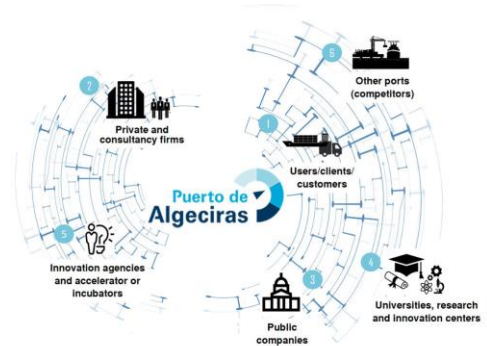 6
Other ports
(competitors)
2
Private and
consultancy firms
1
Users/clients/
customers
Puerto de
Algeciras
5
Innovation agencies
and accelerator or
incubators
3
Public
companies
4
Universities, research
and innovation centers